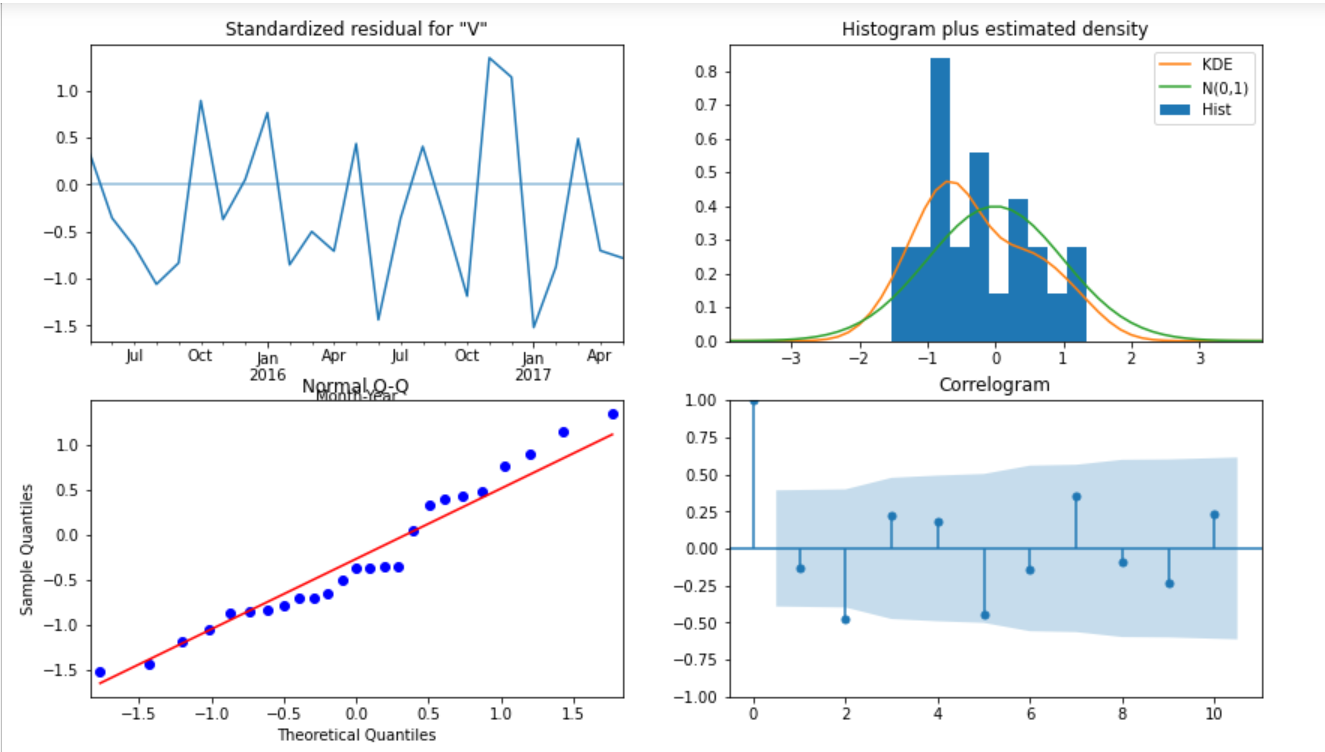 Standardized residual for "V"
1.0
0.5
0.0
−0.5
−1.0
−1.5
Jul Oct Jan Apr Jul Oct Jan Apr
2016 2017
Month-Year
Histogram plus estimated density
KDE
N(0,1)
Hist
0.8
0.7
0.6
0.5
0.4
0.3
0.2
0.1
0.0
−3 −2 −1 0 1 2 3
Normal Q-Q
Sample Quantiles
1.0
0.5
0.0
−0.5
−1.0
−1.5
−1.5 −1.0 −0.5 0.0 0.5 1.0 1.5
Theoretical Quantiles
Correlogram
1.00
0.75
0.50
0.25
0.00
−0.25
−0.50
−0.75
−1.00
0 2 4 6 8 10